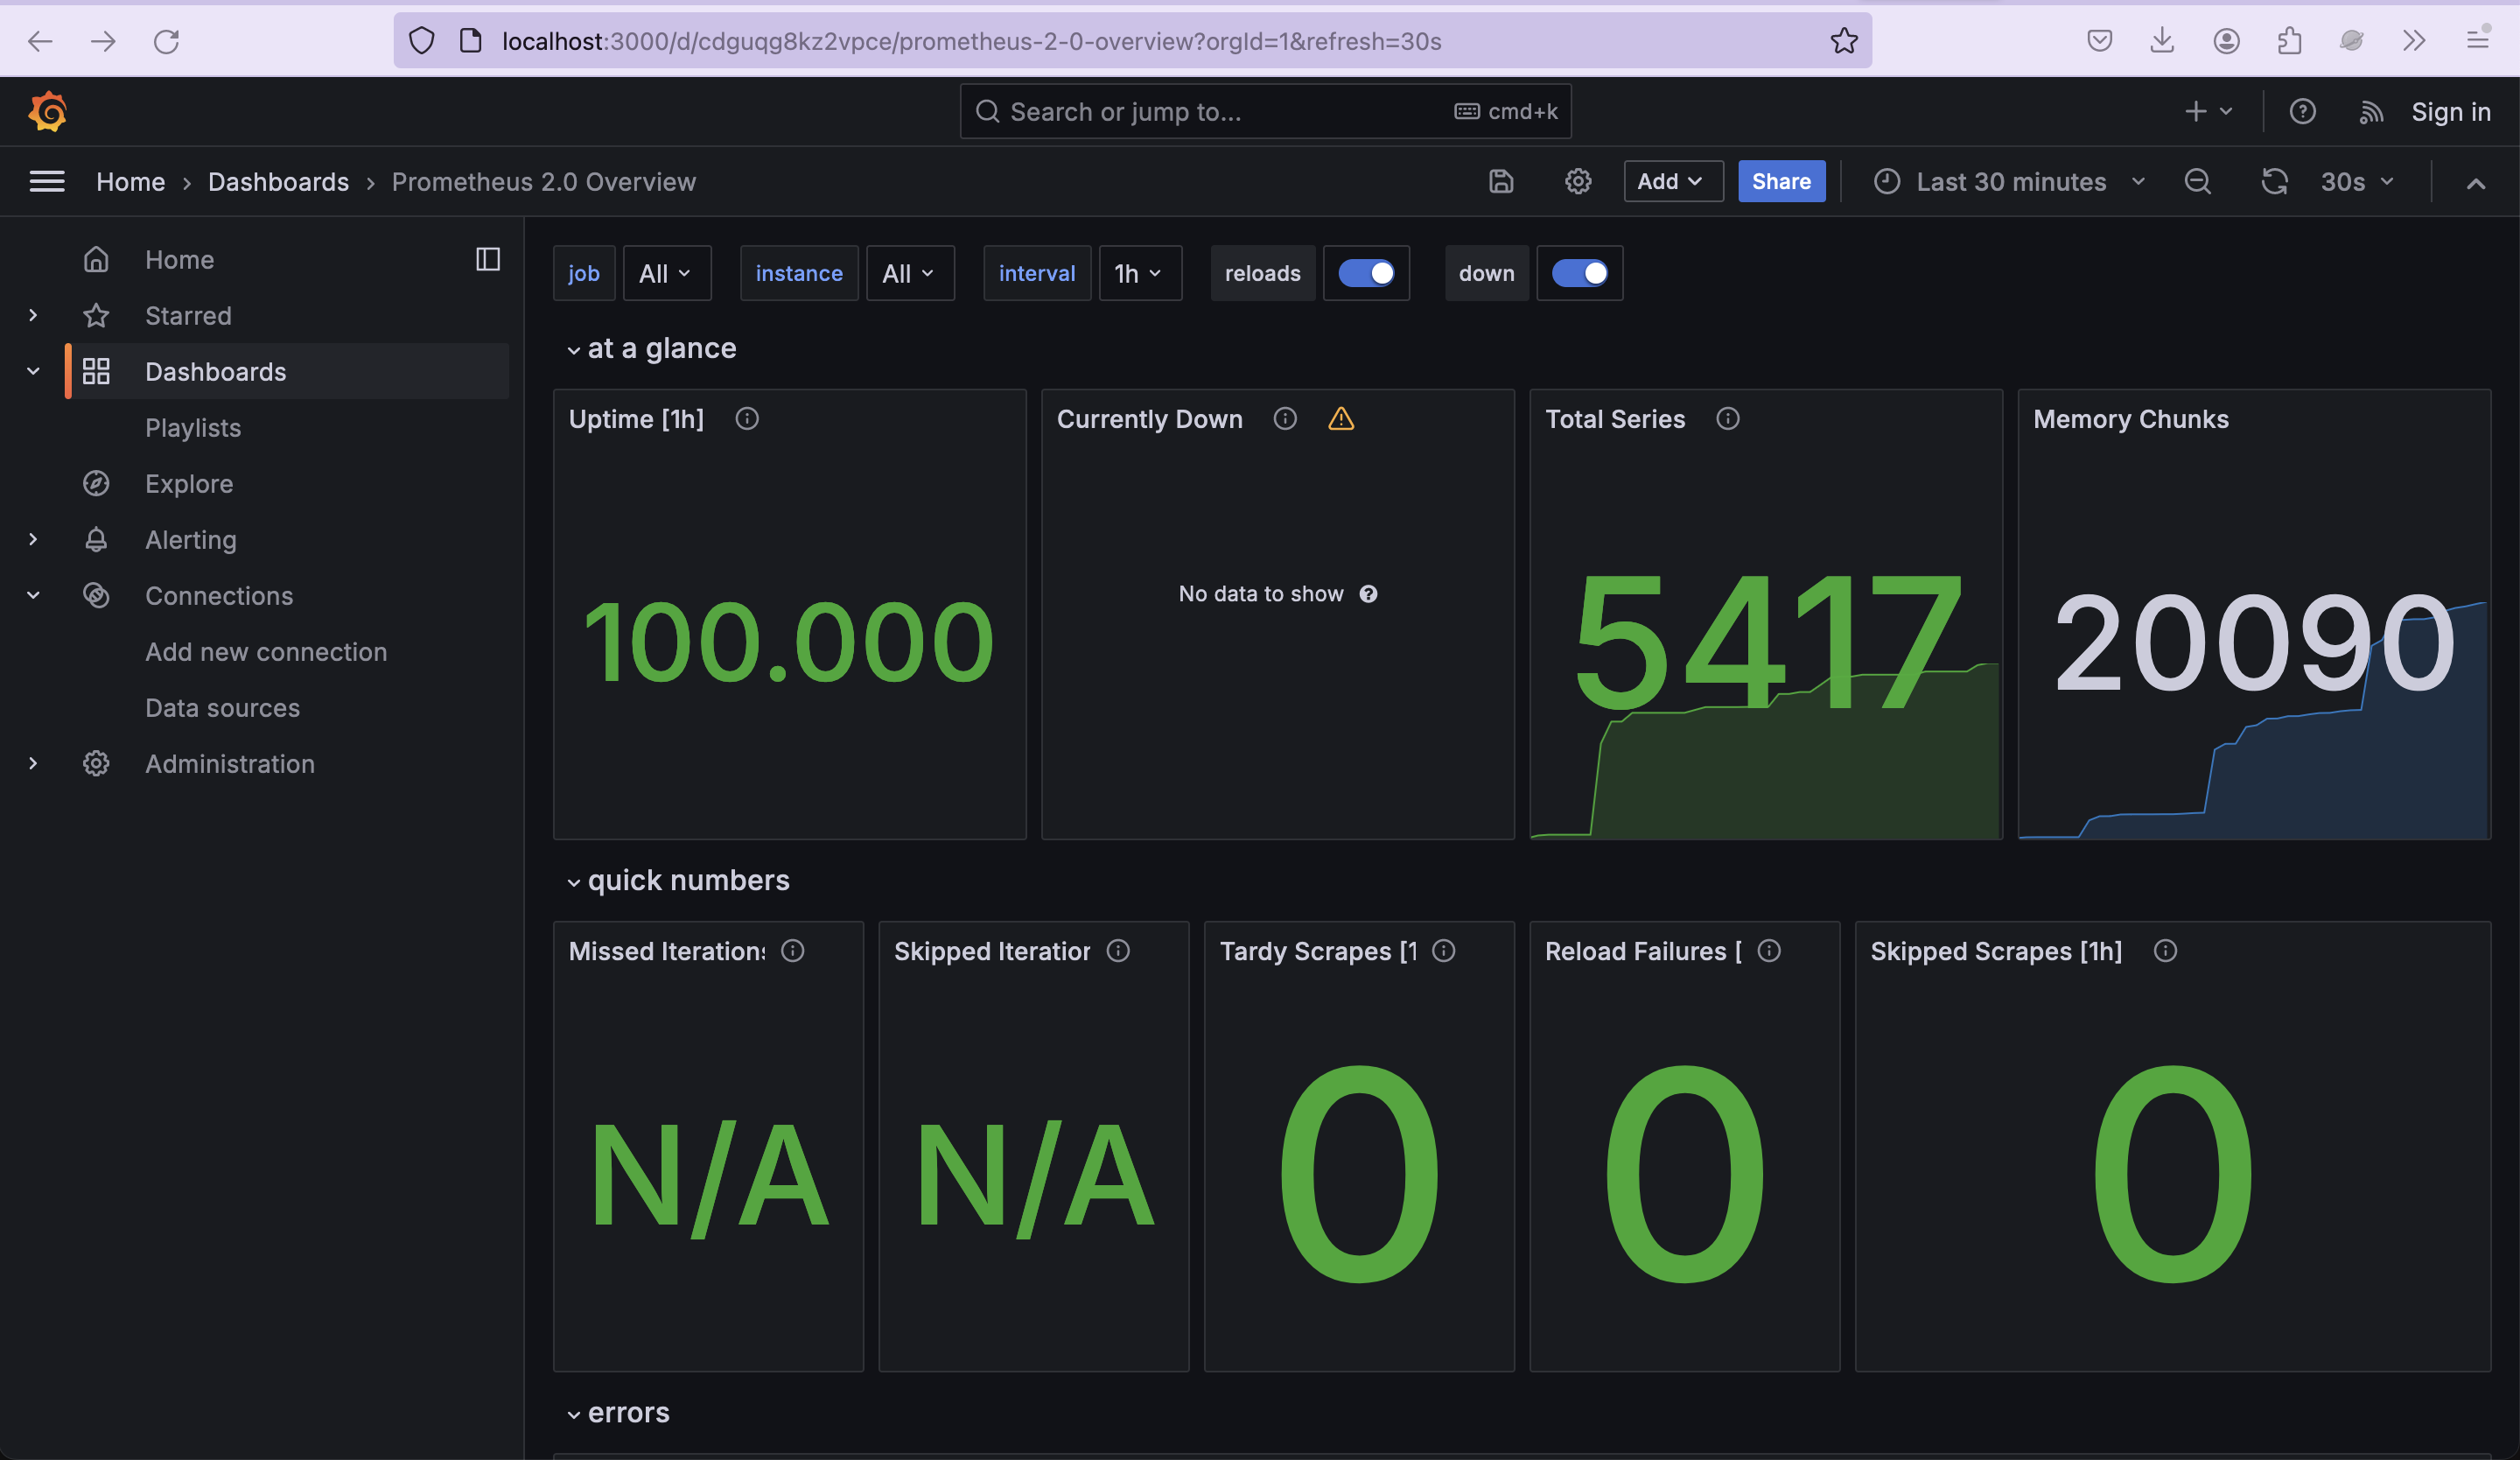 localhost:3000/d/cdguqg8kz2vpce/prometheus-2-0-overview?orgId=1&refresh=30s
Search or jump to... cmd+k
Sign in
Home › Dashboards › Prometheus 2.0 Overview
Add Share Last 30 minutes 30s
Home
Starred
Dashboards
Playlists
Explore
Alerting
Connections
Add new connection
Data sources
Administration
job All instance All interval 1h reloads down
at a glance
Uptime [1h]
100.000
Currently Down
No data to show
Total Series
5417
Memory Chunks
20090
quick numbers
Missed Iterations
N/A
Skipped Iteration
N/A
Tardy Scrapes [1
0
Reload Failures [
0
Skipped Scrapes [1h]
0
errors